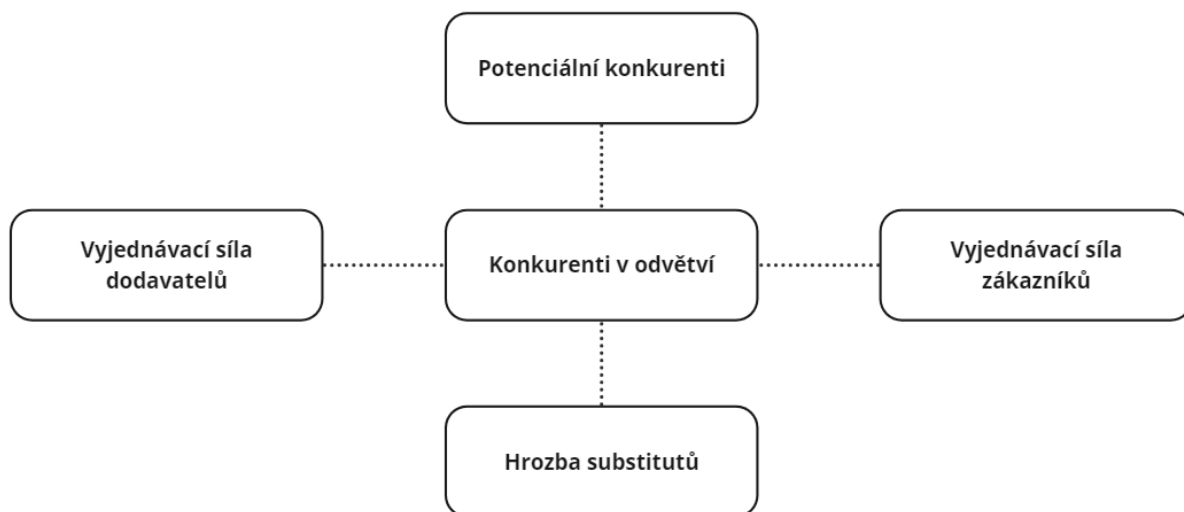 Potenciální konkurenti
Vyjednávací síla
dodavatelů
Konkurenti v odvětví
Vyjednávací síla
zákazníků
Hrozba substitutů